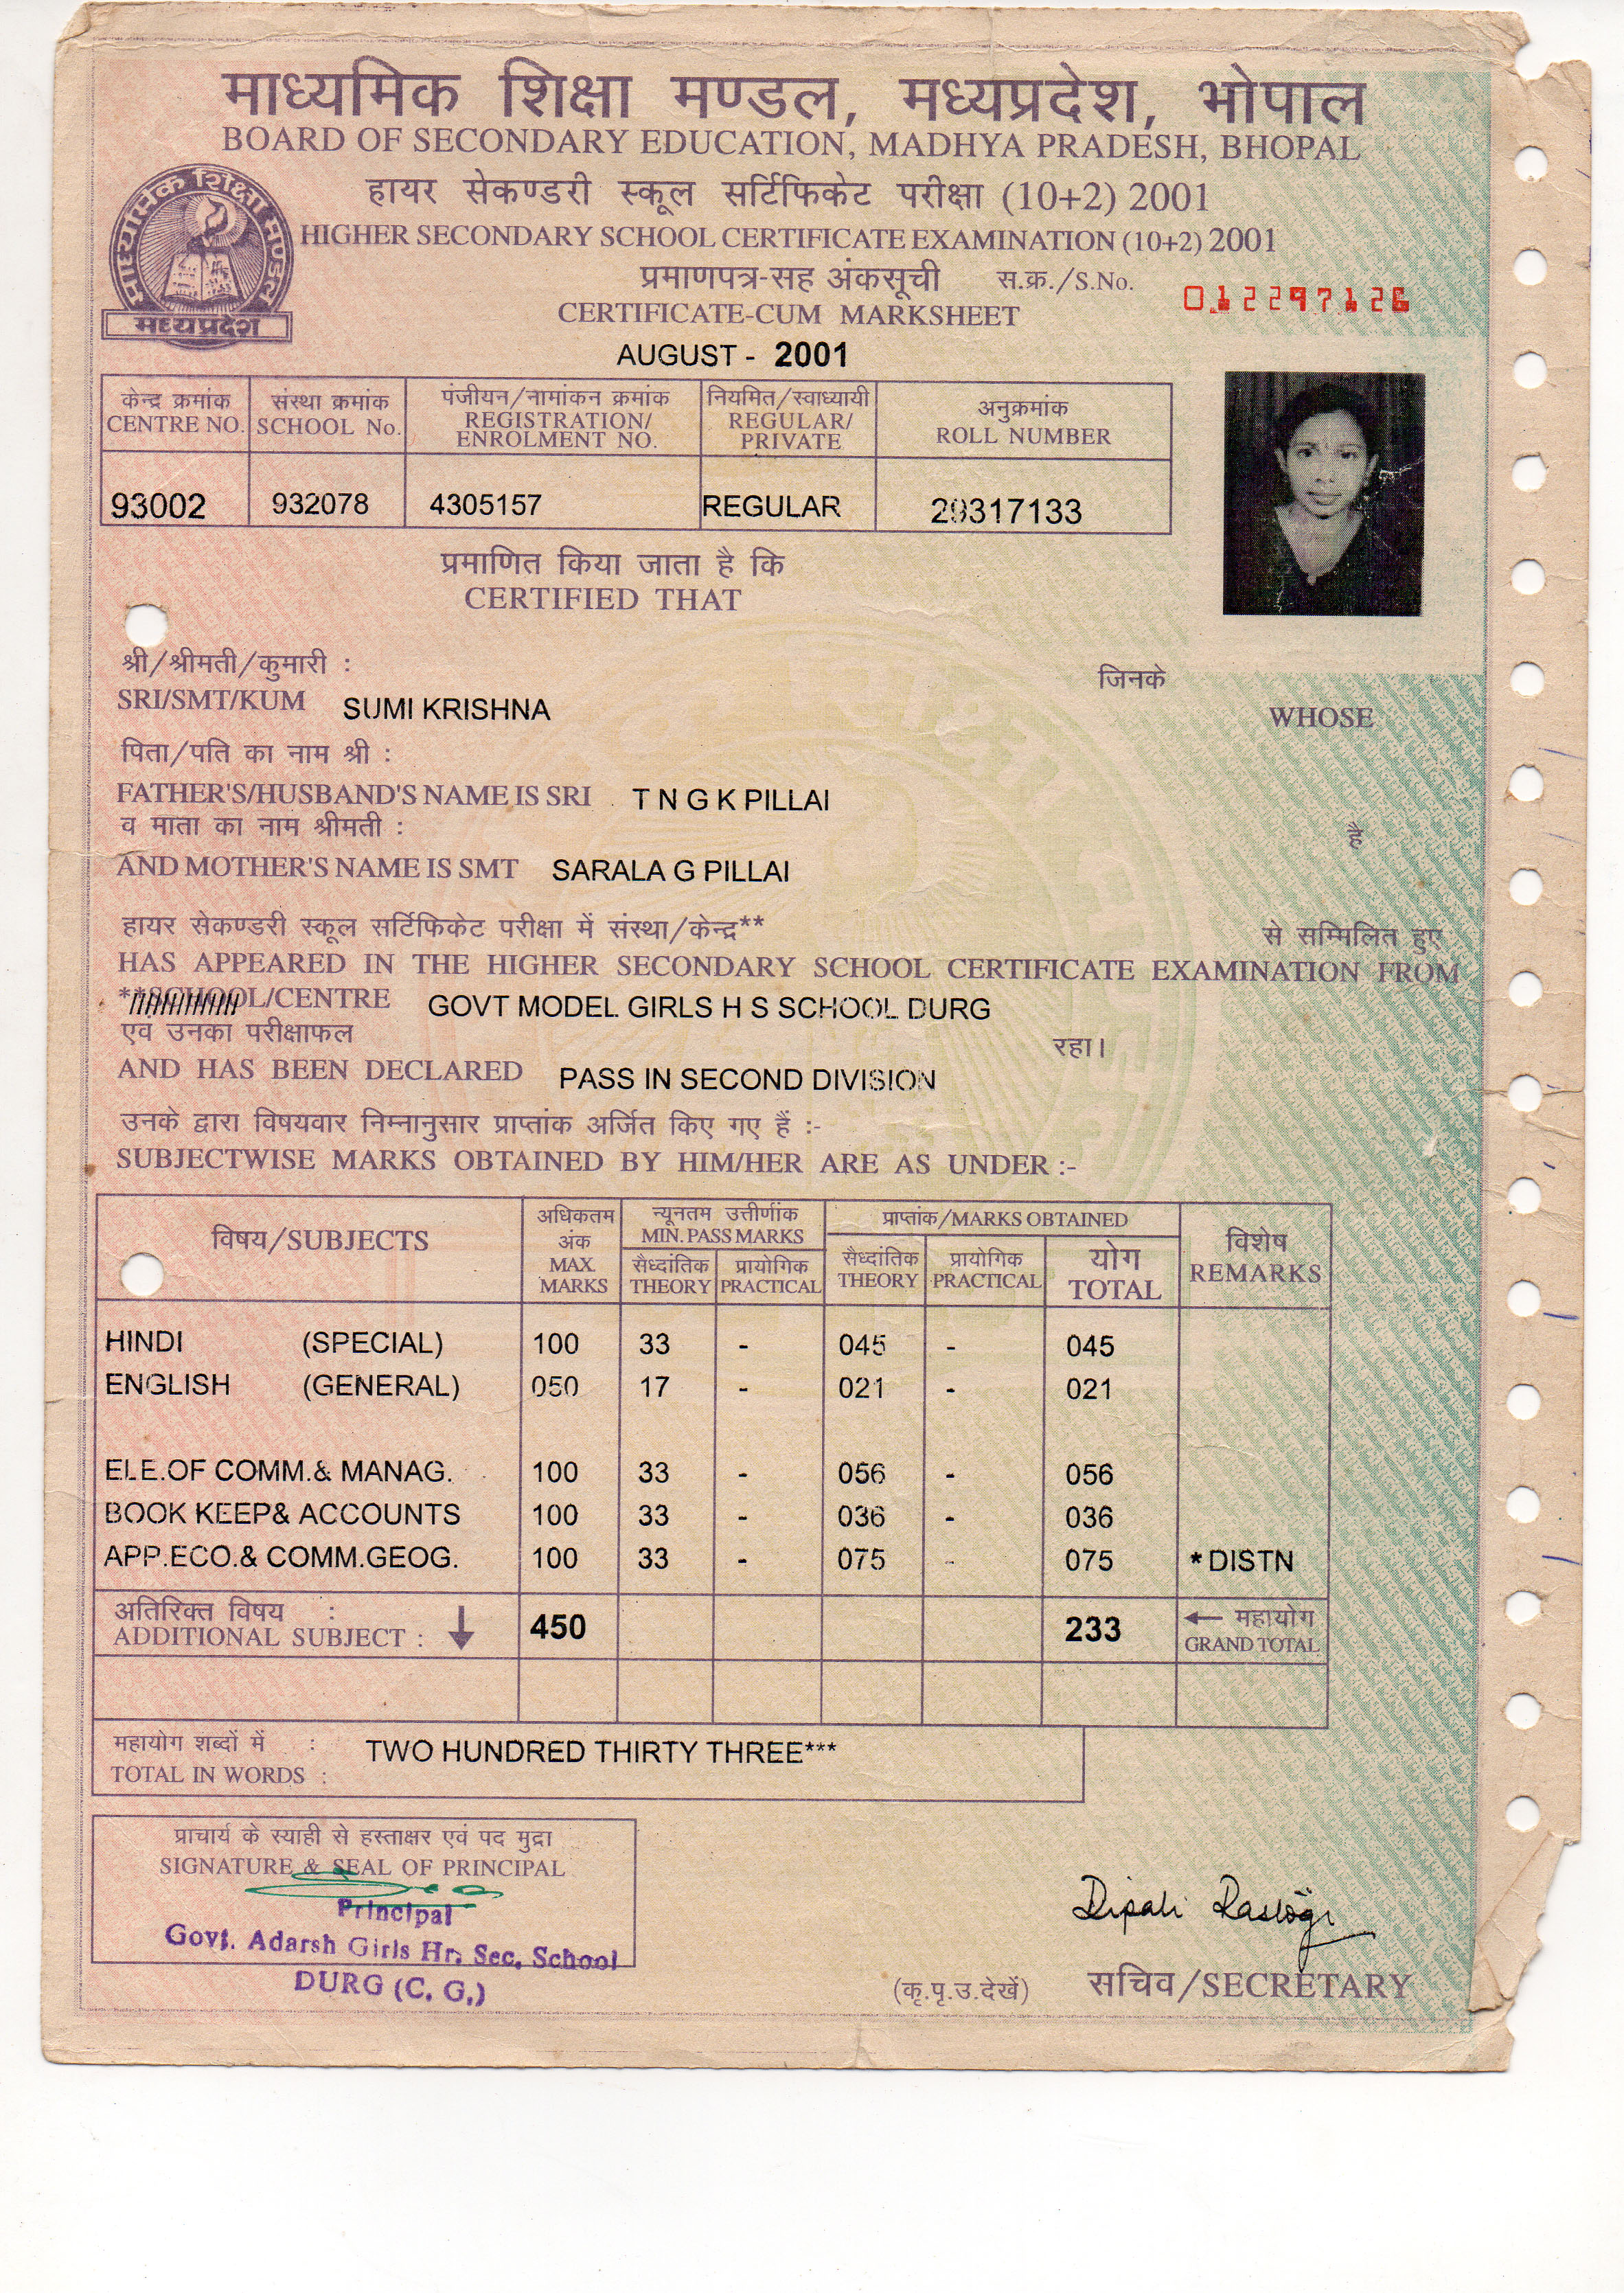 माध्यमिक शिक्षा मण्डल, मध्यप्रदेश, भोपाल
BOARD OF SECONDARY EDUCATION, MADHYA PRADESH, BHOPAL
माध्यमिक शिक्षा मण्डल
मध्यप्रदेश
हायर सेकण्डरी स्कूल सर्टिफिकेट परीक्षा (10+2) 2001
HIGHER SECONDARY SCHOOL CERTIFICATE EXAMINATION (10+2) 2001
प्रमाणपत्र-सह अंकसूची स.क्र./S.No. 012297126
CERTIFICATE-CUM MARKSHEET
AUGUST - 2001
केन्द्र क्रमांक संस्था क्रमांक पंजीयन/नामांकन क्रमांक नियमित/स्वाध्यायी अनुक्रमांक
CENTRE NO. SCHOOL No. REGISTRATION/ REGULAR/ ROLL NUMBER
ENROLMENT NO. PRIVATE
93002 932078 4305157 REGULAR 29317133
प्रमाणित किया जाता है कि
CERTIFIED THAT
श्री/श्रीमती/कुमारी : जिनके
SRI/SMT/KUM SUMI KRISHNA WHOSE
पिता/पति का नाम श्री :
FATHER'S/HUSBAND'S NAME IS SRI T N G K PILLAI
व माता का नाम श्रीमती : है
AND MOTHER'S NAME IS SMT SARALA G PILLAI
हायर सेकण्डरी स्कूल सर्टिफिकेट परीक्षा में संस्था/केन्द्र** से सम्मिलित हुए
HAS APPEARED IN THE HIGHER SECONDARY SCHOOL CERTIFICATE EXAMINATION FROM
**SCHOOL/CENTRE GOVT MODEL GIRLS H S SCHOOL DURG
एवं उनका परीक्षाफल रहा।
AND HAS BEEN DECLARED PASS IN SECOND DIVISION
उनके द्वारा विषयवार निम्नानुसार प्राप्तांक अर्जित किए गए हैं :-
SUBJECTWISE MARKS OBTAINED BY HIM/HER ARE AS UNDER :-
विषय/SUBJECTS अधिकतम अंक MAX. MARKS न्यूनतम उत्तीर्णांक MIN. PASS MARKS प्राप्तांक/MARKS OBTAINED विशेष REMARKS
सैध्दांतिक THEORY प्रायोगिक PRACTICAL सैध्दांतिक THEORY प्रायोगिक PRACTICAL योग TOTAL
HINDI (SPECIAL) 100 33 - 045 - 045
ENGLISH (GENERAL) 050 17 - 021 - 021
ELE.OF COMM.& MANAG. 100 33 - 056 - 056
BOOK KEEP& ACCOUNTS 100 33 - 036 - 036
APP.ECO.& COMM.GEOG. 100 33 - 075 - 075 * DISTN
अतिरिक्त विषय : 450 233 ← महायोग
ADDITIONAL SUBJECT : ↓ GRAND TOTAL
महायोग शब्दों में : TWO HUNDRED THIRTY THREE***
TOTAL IN WORDS :
प्राचार्य के स्याही से हस्ताक्षर एवं पद मुद्रा
SIGNATURE & SEAL OF PRINCIPAL
Principal
Govt. Adarsh Girls Hr. Sec. School
DURG (C. G.)
Dipali Rastogi
(कृ.पृ.उ.देखें) सचिव/SECRETARY